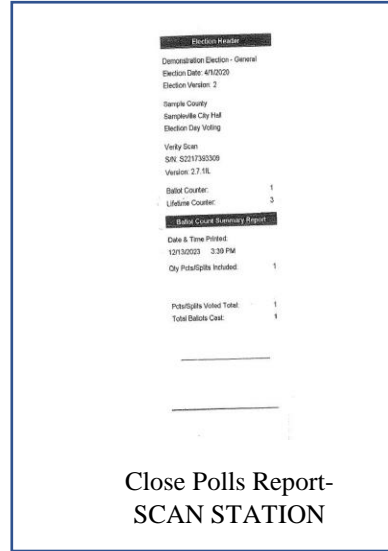 Election Header
Demonstration Election - General
Election Date: 4/1/2020
Election Version: 2
Sample County
Sampleville City Hall
Election Day Voting
Verity Scan
S/N: S2217393309
Version: 2.7.1
Ballot Counter: 1
Lifetime Counter: 3
Ballot Count Summary Report
Date & Time Printed:
12/13/2023 3:39 PM
Qty Pcts/Splits Included: 1
Pcts/Splits Voted Total: 1
Total Ballots Cast: 1
Close Polls Report-
SCAN STATION